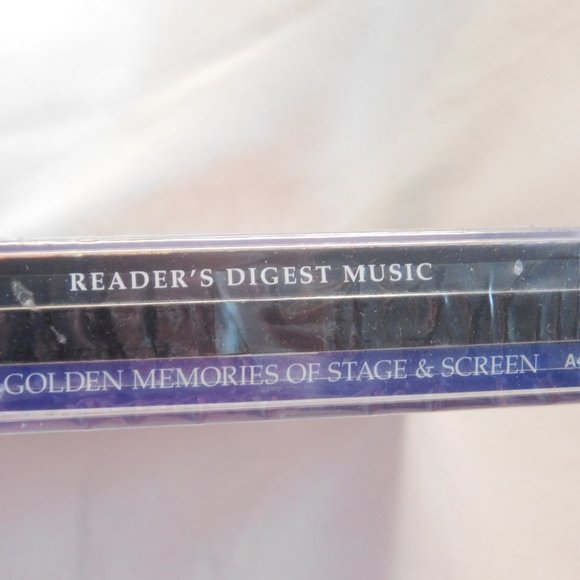 READER'S DIGEST MUSIC
GOLDEN MEMORIES OF STAGE & SCREEN